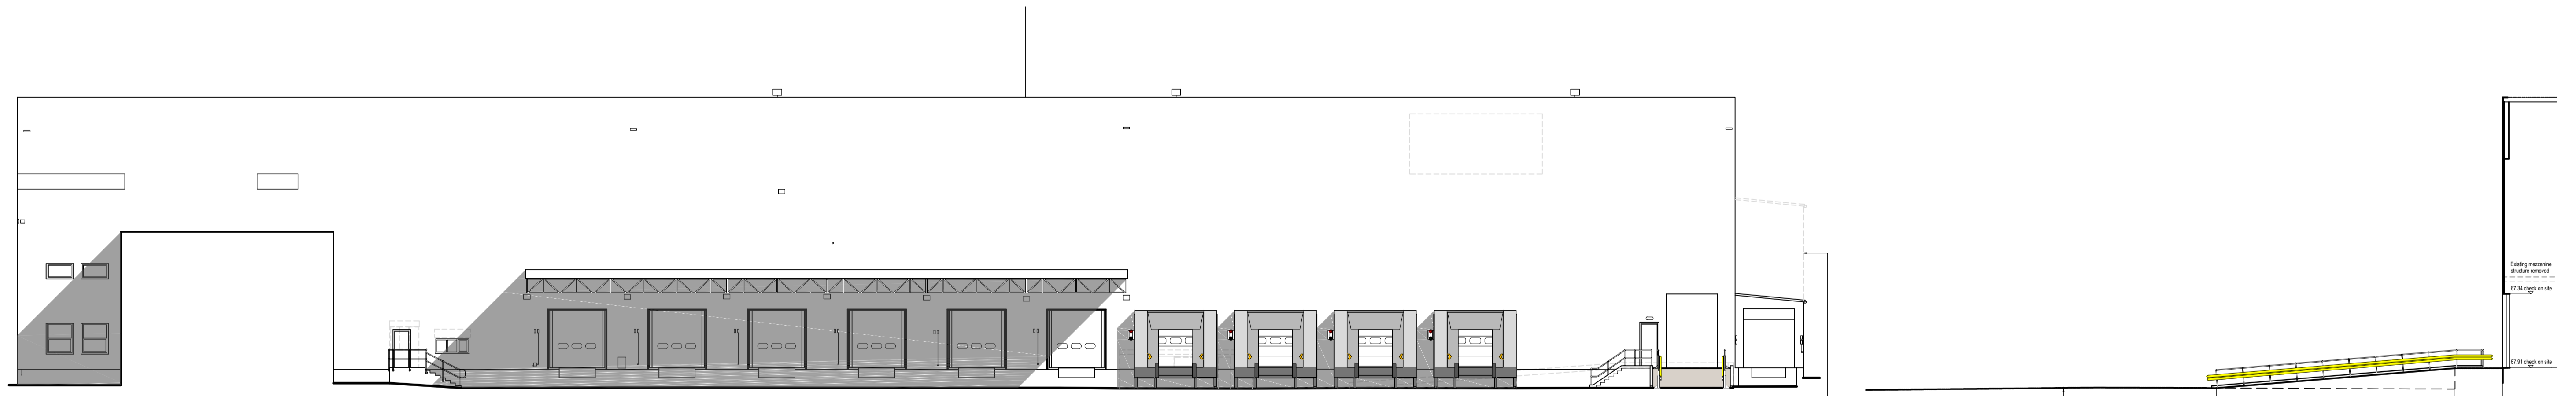 Existing mezzanine
structure removed
67.34 check on site
67.91 check on site